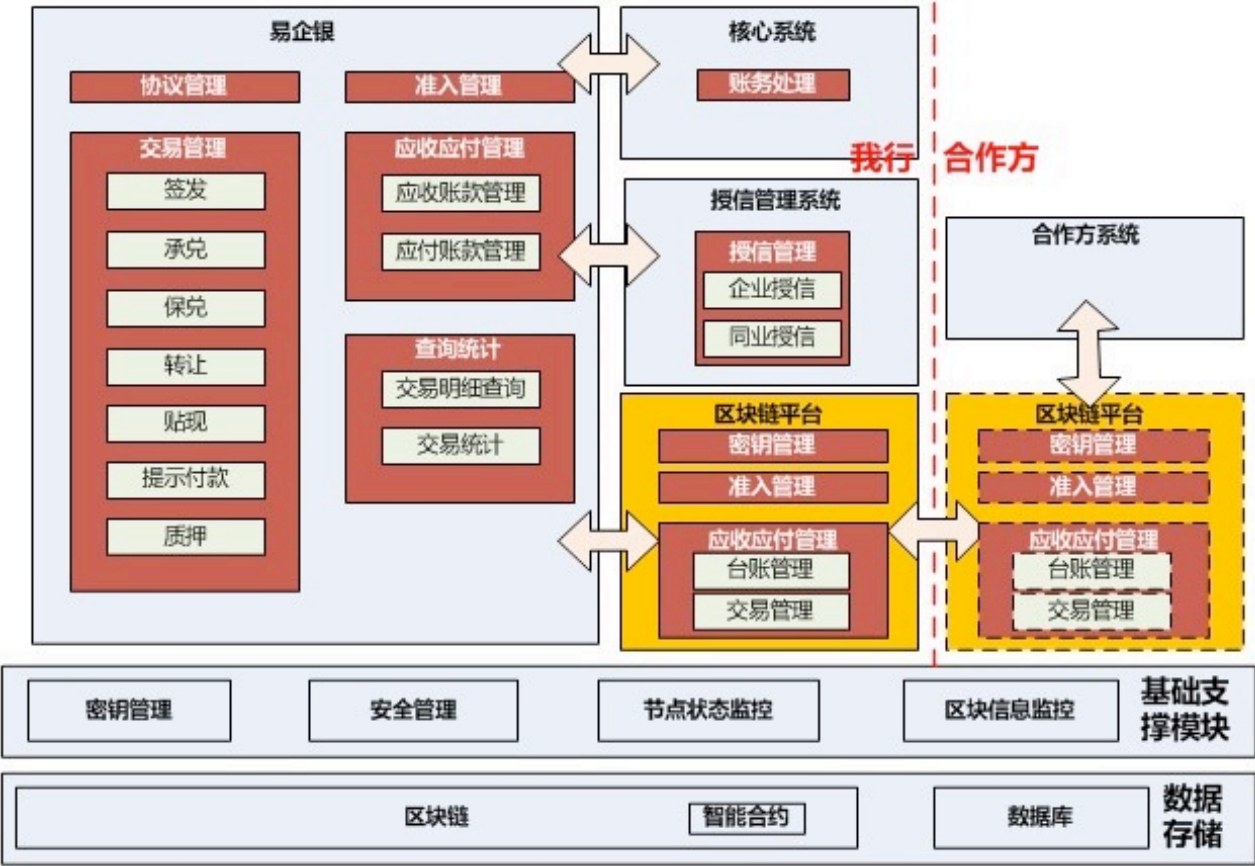 易企银
协议管理
准入管理
交易管理
签发
承兑
保兑
转让
贴现
提示付款
质押
应收应付管理
应收账款管理
应付账款管理
查询统计
交易明细查询
交易统计
核心系统
账务处理
我行
合作方
授信管理系统
授信管理
企业授信
同业授信
合作方系统
区块链平台
密钥管理
准入管理
应收应付管理
台账管理
交易管理
区块链平台
密钥管理
准入管理
应收应付管理
台账管理
交易管理
密钥管理
安全管理
节点状态监控
区块信息监控
基础支
撑模块
区块链
智能合约
数据库
数据
存储